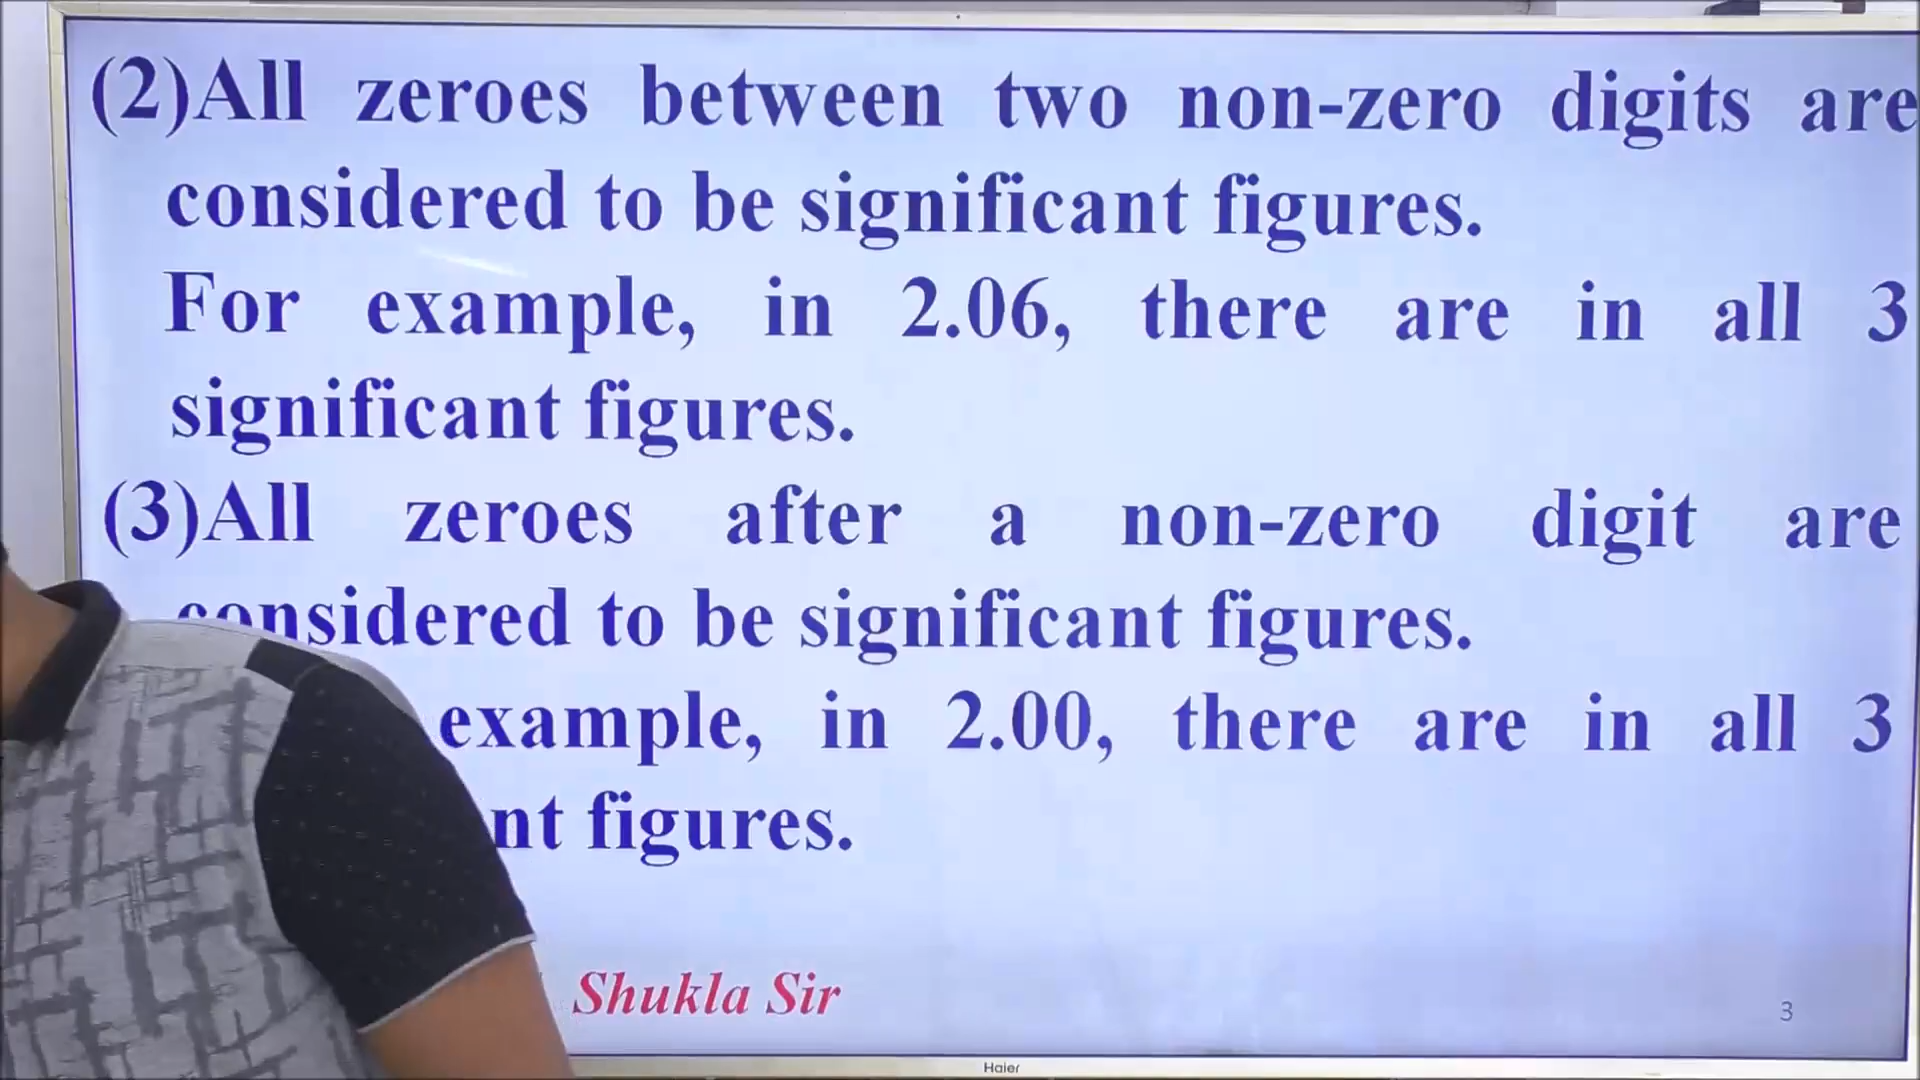 (2)All zeroes between two non-zero digits are
considered to be significant figures.
For example, in 2.06, there are in all 3
significant figures.
(3)All zeroes after a non-zero digit are
considered to be significant figures.
example, in 2.00, there are in all 3
figures.
Shukla Sir
3
Haier